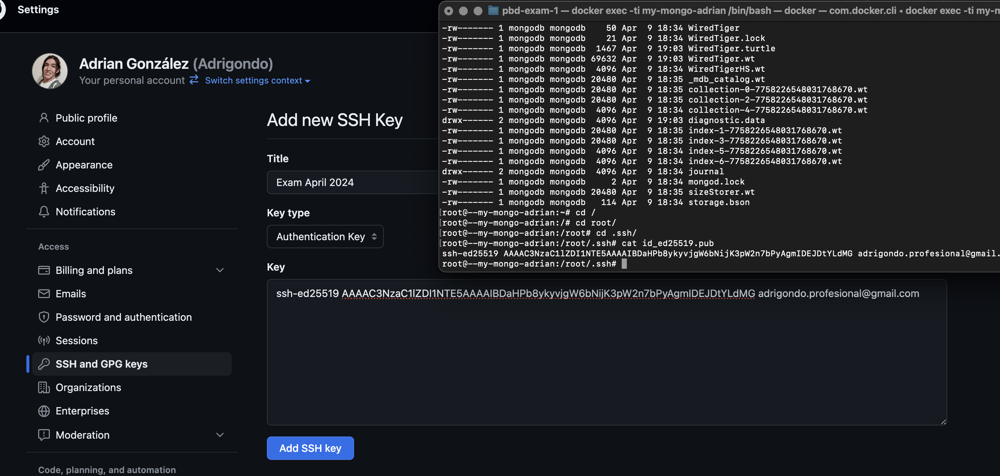 Settings
Adrian González (Adrigondo)
Your personal account Switch settings context
Public profile
Account
Appearance
Accessibility
Notifications
Access
Billing and plans
Emails
Password and authentication
Sessions
SSH and GPG keys
Organizations
Enterprises
Moderation
Code, planning, and automation
Add new SSH Key
Title
Exam April 2024
Key type
Authentication Key
Key
ssh-ed25519 AAAAC3NzaC1lZDI1NTE5AAAAIBDaHPb8ykyvjgW6bNijK3pW2n7bPyAgmIDEJDtYLdMG adrigondo.profesional@gmail.com
Add SSH key
pbd-exam-1 — docker exec -ti my-mongo-adrian /bin/bash — docker — com.docker.cli ◂ docker exec -ti my-m
-rw------- 1 mongodb mongodb    50 Apr  9 18:34 WiredTiger
-rw------- 1 mongodb mongodb    21 Apr  9 18:34 WiredTiger.lock
-rw------- 1 mongodb mongodb  1467 Apr  9 19:03 WiredTiger.turtle
-rw------- 1 mongodb mongodb 69632 Apr  9 19:03 WiredTiger.wt
-rw------- 1 mongodb mongodb  4096 Apr  9 18:34 WiredTigerHS.wt
-rw------- 1 mongodb mongodb 20480 Apr  9 18:35 _mdb_catalog.wt
-rw------- 1 mongodb mongodb 20480 Apr  9 18:35 collection-0-7758226548031768670.wt
-rw------- 1 mongodb mongodb 20480 Apr  9 18:35 collection-2-7758226548031768670.wt
-rw------- 1 mongodb mongodb  4096 Apr  9 18:34 collection-4-7758226548031768670.wt
drwx------ 2 mongodb mongodb  4096 Apr  9 19:03 diagnostic.data
-rw------- 1 mongodb mongodb 20480 Apr  9 18:35 index-1-7758226548031768670.wt
-rw------- 1 mongodb mongodb 20480 Apr  9 18:35 index-3-7758226548031768670.wt
-rw------- 1 mongodb mongodb  4096 Apr  9 18:34 index-5-7758226548031768670.wt
-rw------- 1 mongodb mongodb  4096 Apr  9 18:34 index-6-7758226548031768670.wt
drwx------ 2 mongodb mongodb  4096 Apr  9 18:34 journal
-rw------- 1 mongodb mongodb     2 Apr  9 18:34 mongod.lock
-rw------- 1 mongodb mongodb 20480 Apr  9 18:35 sizeStorer.wt
-rw------- 1 mongodb mongodb   114 Apr  9 18:34 storage.bson
[root@--my-mongo-adrian:~# cd /
[root@--my-mongo-adrian:/# cd root/
[root@--my-mongo-adrian:/root# cd .ssh/
[root@--my-mongo-adrian:/root/.ssh# cat id_ed25519.pub
ssh-ed25519 AAAAC3NzaC1lZDI1NTE5AAAAIBDaHPb8ykyvjgW6bNijK3pW2n7bPyAgmIDEJDtYLdMG adrigondo.profesional@gmail.
root@--my-mongo-adrian:/root/.ssh#